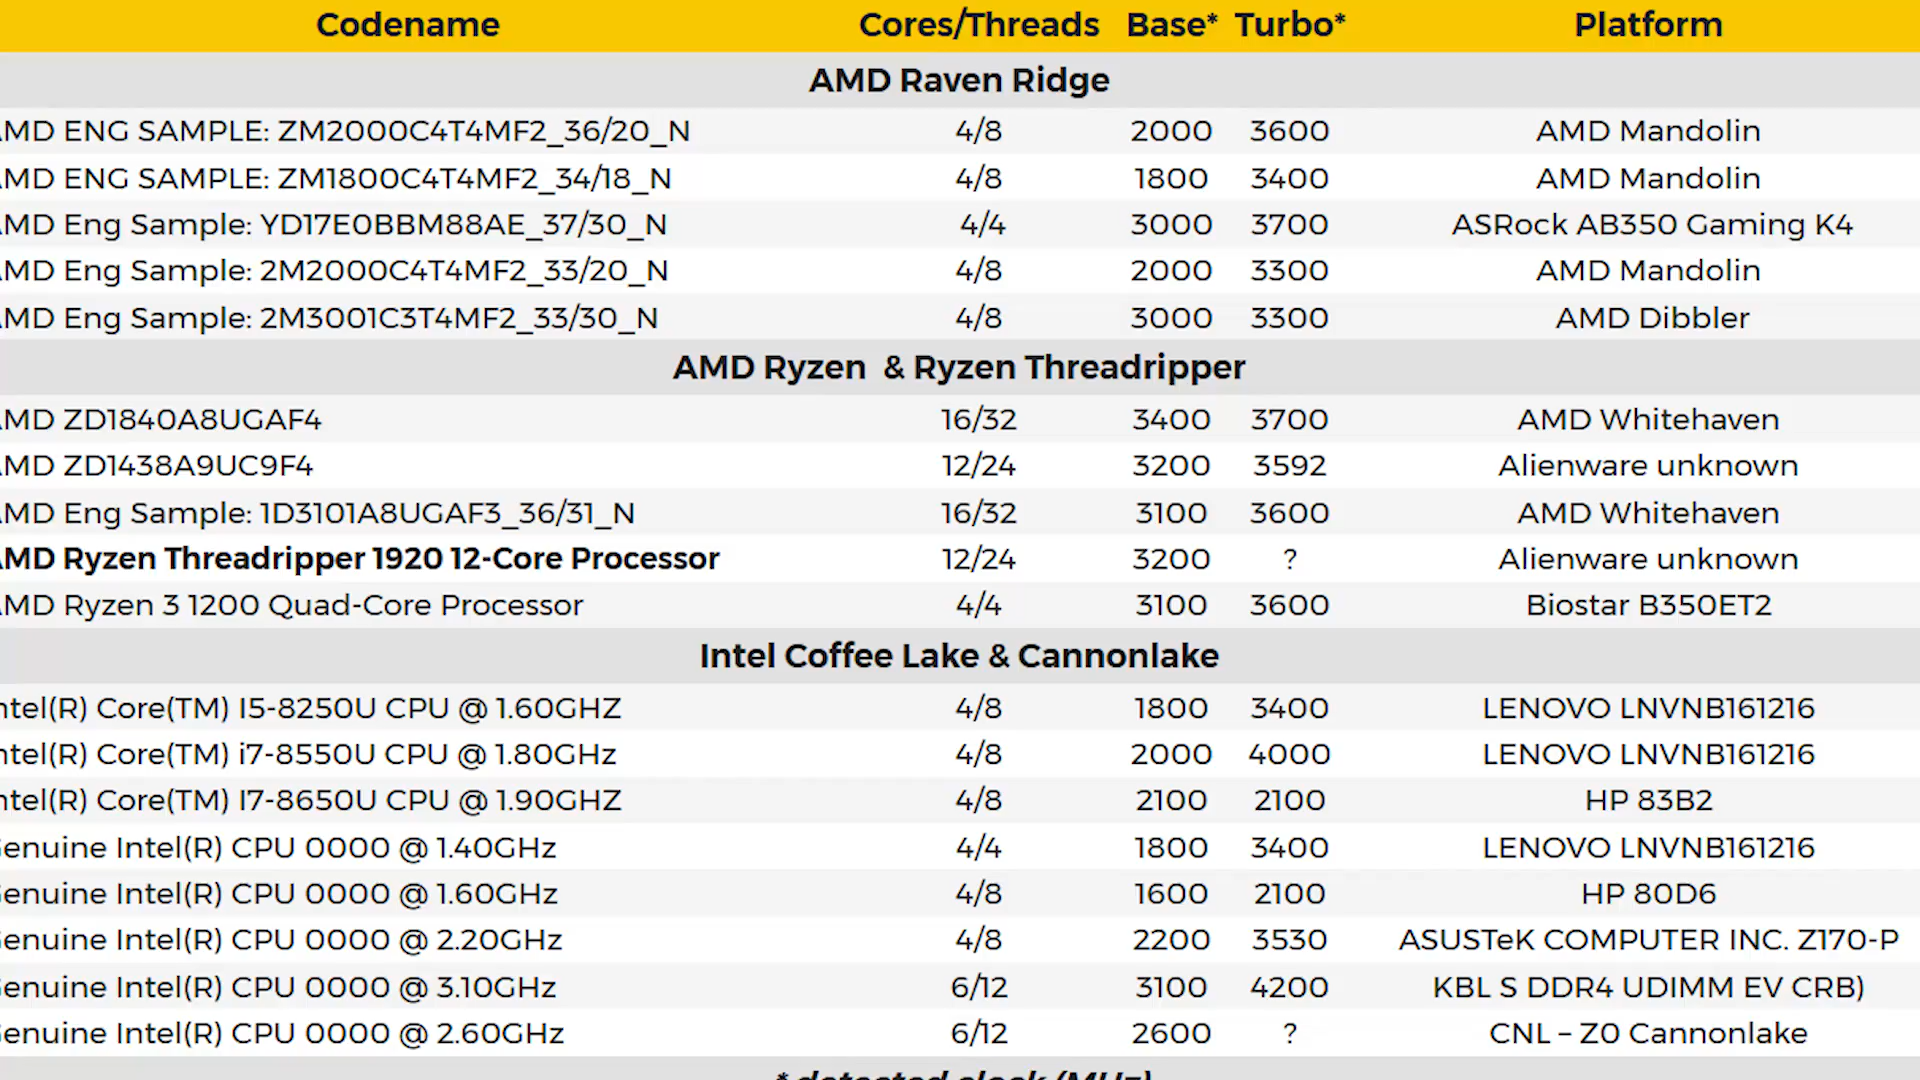 Codename Cores/Threads Base* Turbo* Platform
AMD Raven Ridge
MD ENG SAMPLE: ZM2000C4T4MF2_36/20_N 4/8 2000 3600 AMD Mandolin
MD ENG SAMPLE: ZM1800C4T4MF2_34/18_N 4/8 1800 3400 AMD Mandolin
MD Eng Sample: YD17E0BBM88AE_37/30_N 4/4 3000 3700 ASRock AB350 Gaming K4
MD Eng Sample: 2M2000C4T4MF2_33/20_N 4/8 2000 3300 AMD Mandolin
MD Eng Sample: 2M3001C3T4MF2_33/30_N 4/8 3000 3300 AMD Dibbler
AMD Ryzen & Ryzen Threadripper
MD ZD1840A8UGAF4 16/32 3400 3700 AMD Whitehaven
MD ZD1438A9UC9F4 12/24 3200 3592 Alienware unknown
MD Eng Sample: 1D3101A8UGAF3_36/31_N 16/32 3100 3600 AMD Whitehaven
MD Ryzen Threadripper 1920 12-Core Processor 12/24 3200 ? Alienware unknown
MD Ryzen 3 1200 Quad-Core Processor 4/4 3100 3600 Biostar B350ET2
Intel Coffee Lake & Cannonlake
ntel(R) Core(TM) I5-8250U CPU @ 1.60GHZ 4/8 1800 3400 LENOVO LNVNB161216
ntel(R) Core(TM) i7-8550U CPU @ 1.80GHz 4/8 2000 4000 LENOVO LNVNB161216
ntel(R) Core(TM) I7-8650U CPU @ 1.90GHZ 4/8 2100 2100 HP 83B2
enuine Intel(R) CPU 0000 @ 1.40GHz 4/4 1800 3400 LENOVO LNVNB161216
enuine Intel(R) CPU 0000 @ 1.60GHz 4/8 1600 2100 HP 80D6
enuine Intel(R) CPU 0000 @ 2.20GHz 4/8 2200 3530 ASUSTeK COMPUTER INC. Z170-P
enuine Intel(R) CPU 0000 @ 3.10GHz 6/12 3100 4200 KBL S DDR4 UDIMM EV CRB)
enuine Intel(R) CPU 0000 @ 2.60GHz 6/12 2600 ? CNL – Z0 Cannonlake
* detected clock (MHz)